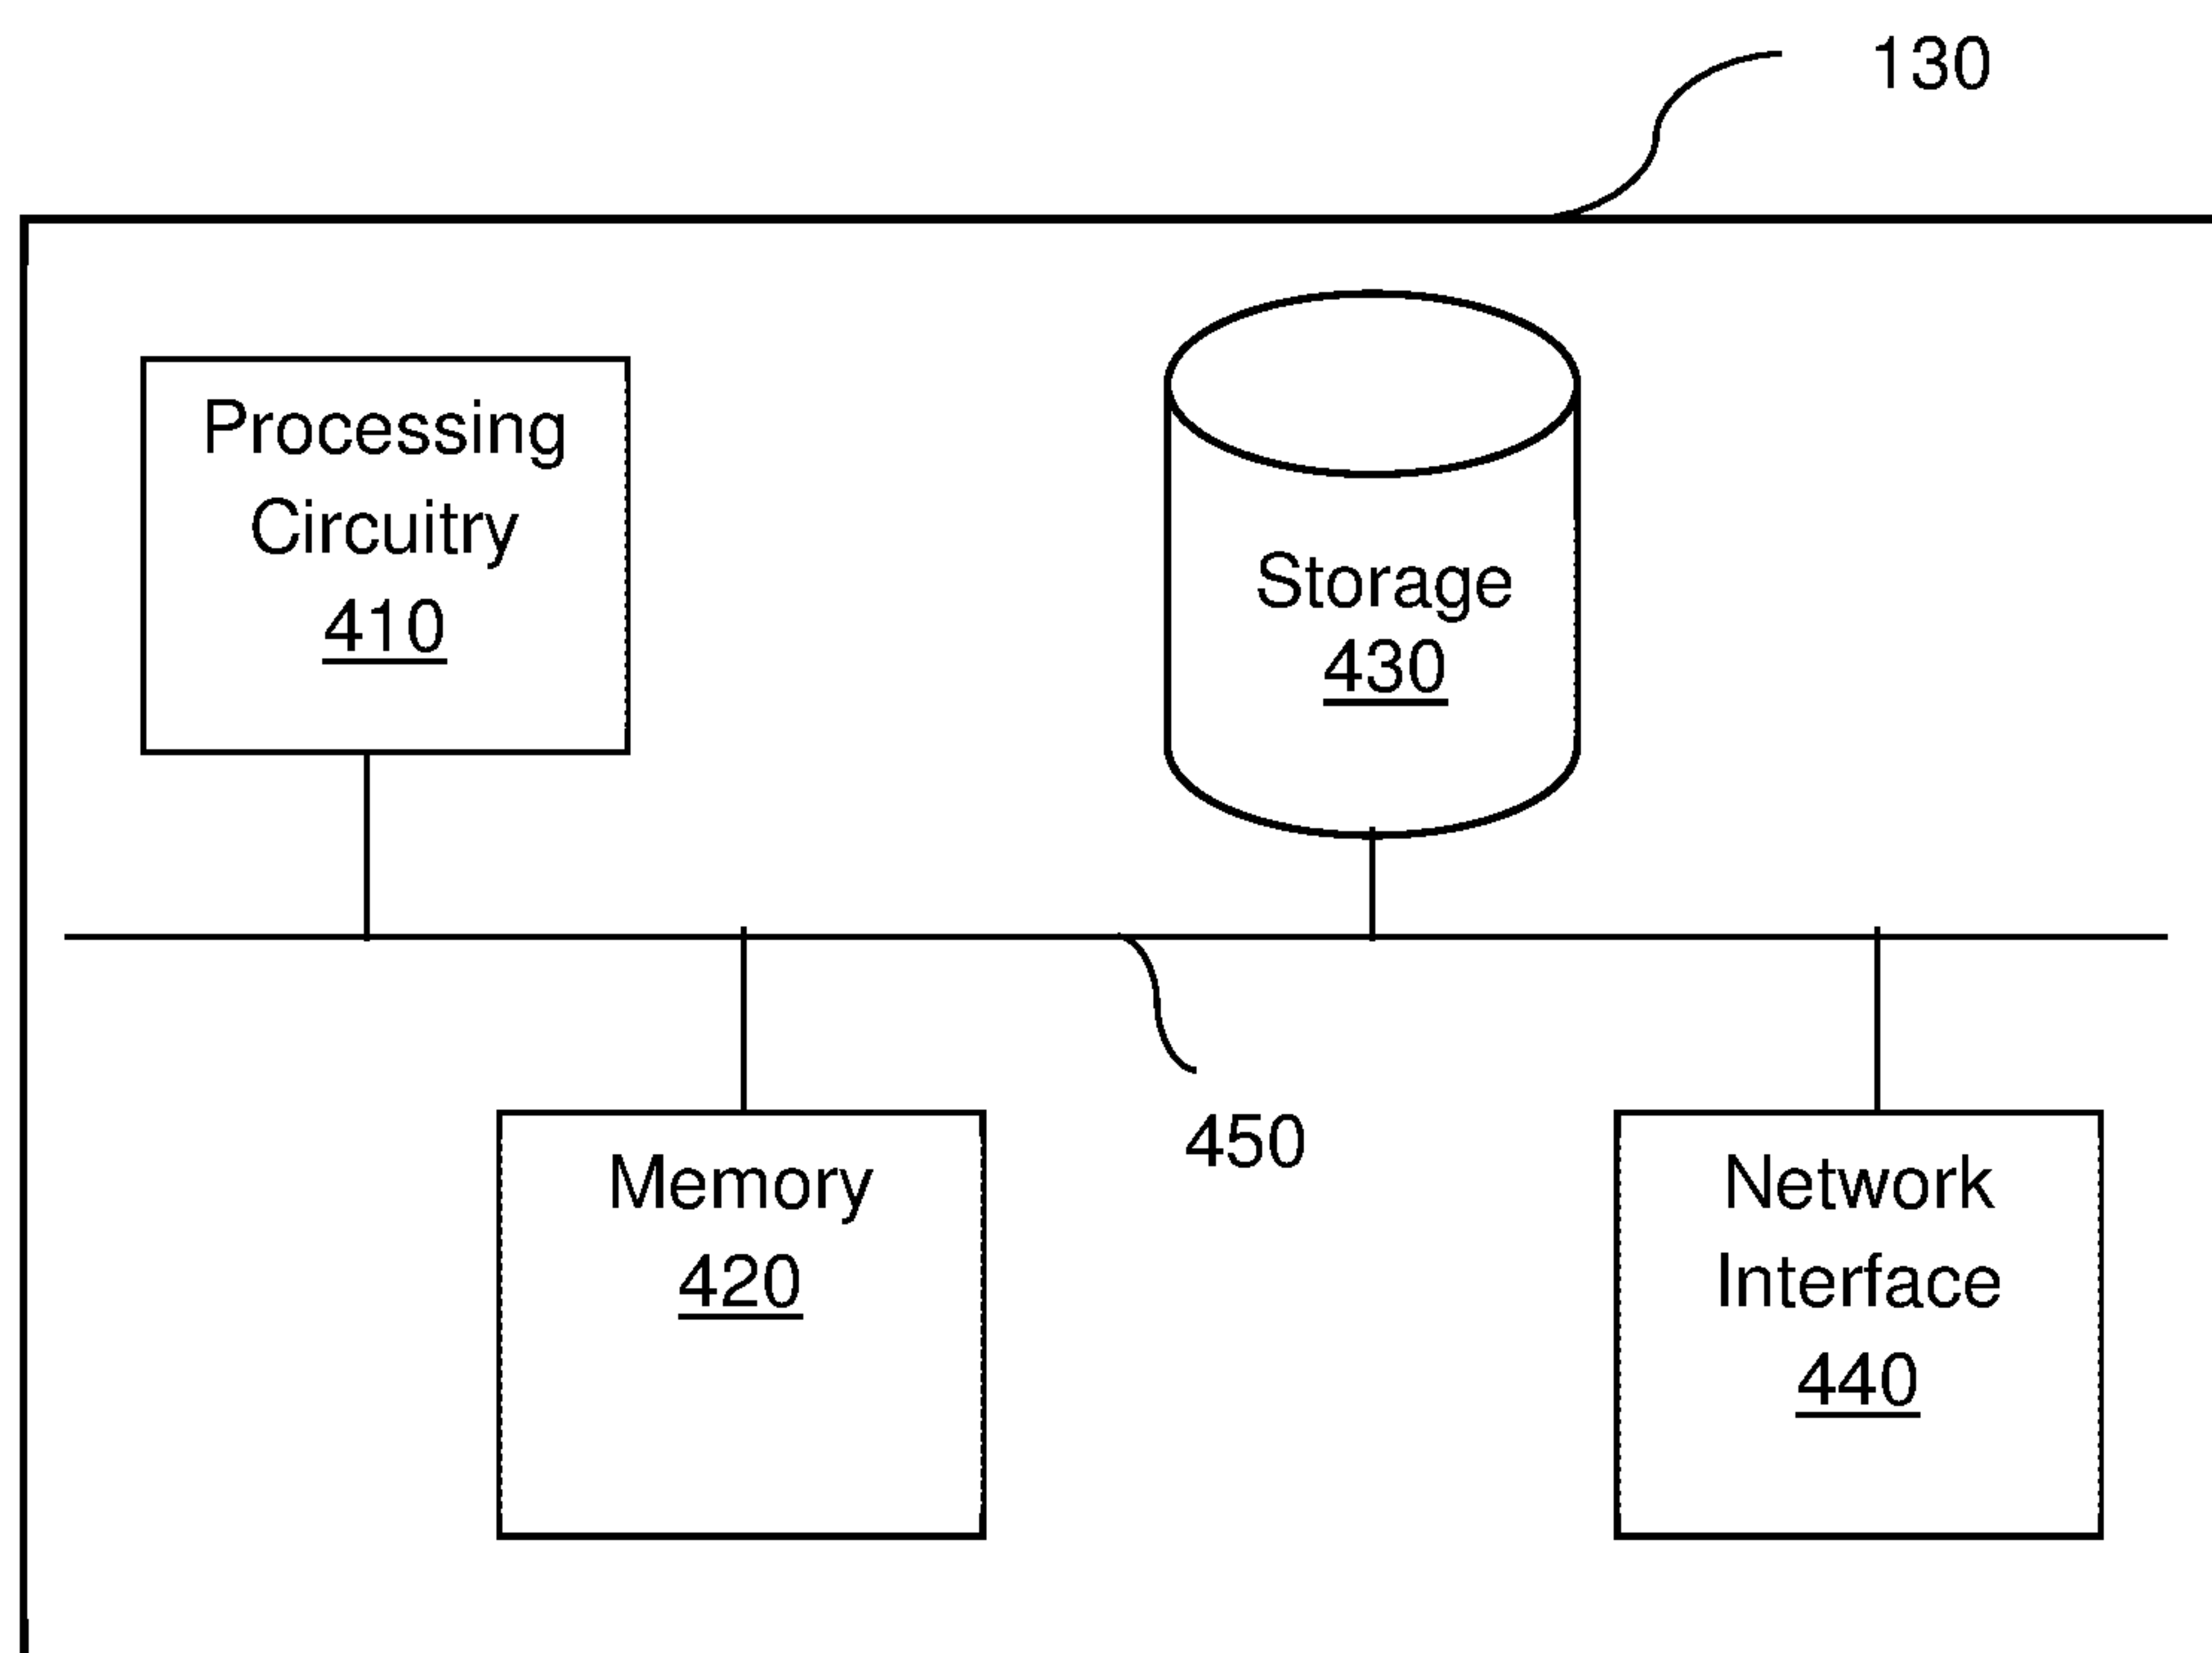 130
Processing
Circuitry
410
Storage
430
450
Memory
420
Network
Interface
440